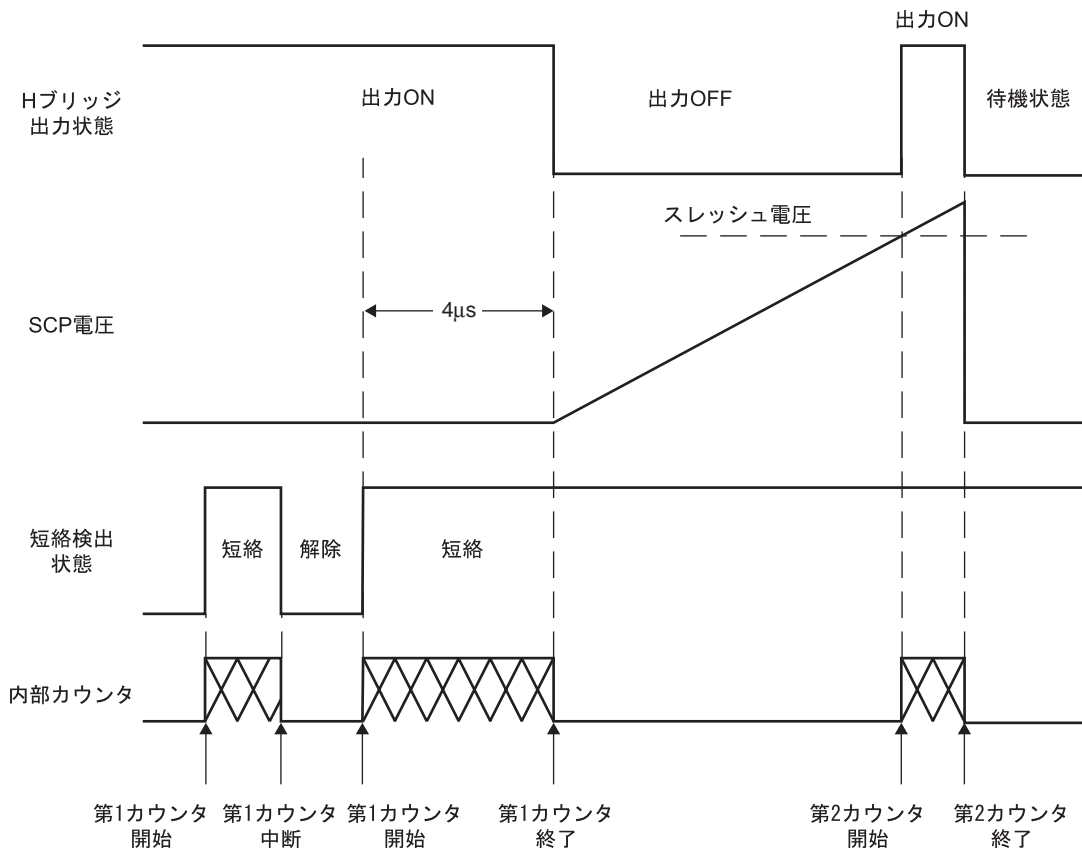 出力ON
Hブリッジ
出力状態
出力ON
出力OFF
待機状態
スレッシュ電圧
4μs
SCP電圧
短絡検出
状態
短絡
解除
短絡
内部カウンタ
第1カウンタ
開始
第1カウンタ
中断
第1カウンタ
開始
第1カウンタ
終了
第2カウンタ
開始
第2カウンタ
終了